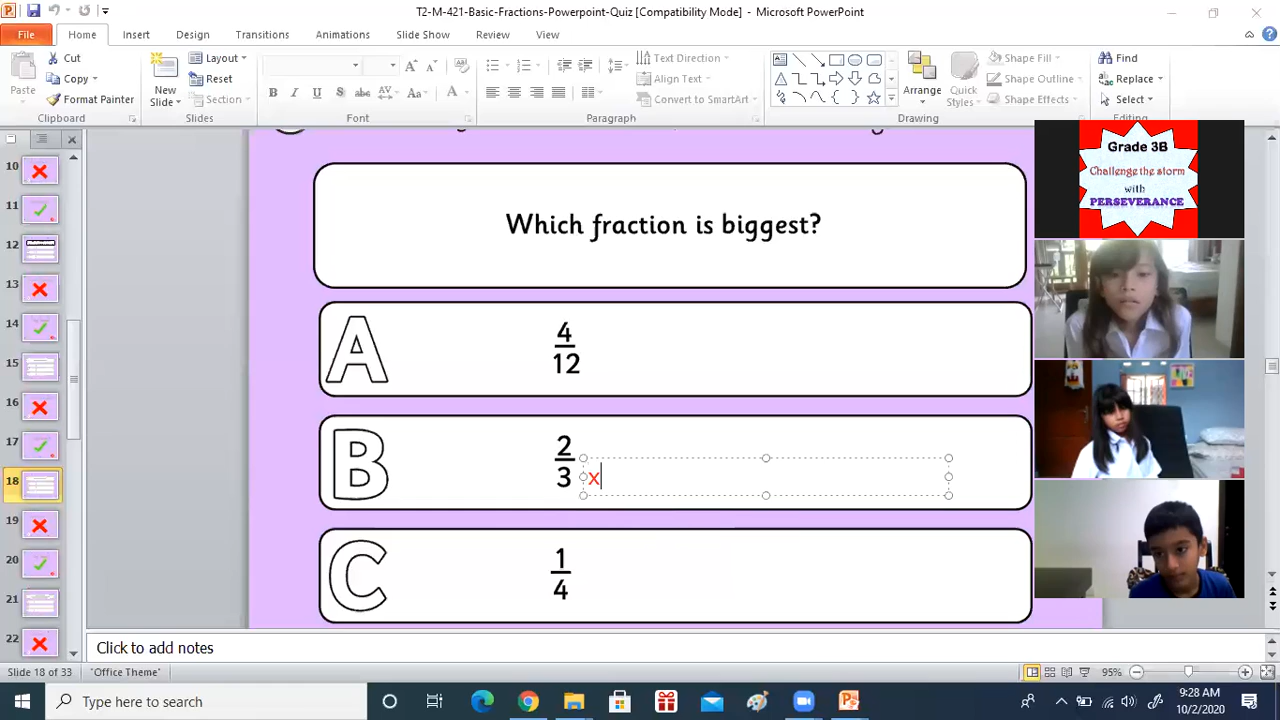 T2-M-421-Basic-Fractions-Powerpoint-Quiz [Compatibility Mode] - Microsoft PowerPoint
File Home Insert Design Transitions Animations Slide Show Review View
Paste
Cut
Copy
Format Painter
Clipboard
New Slide
Layout
Reset
Section
Slides
B I U S abc AV Aa A
Font
Text Direction
Align Text
Convert to SmartArt
Paragraph
Arrange
Quick Styles
Shape Fill
Shape Outline
Shape Effects
Drawing
Find
Replace
Select
Editing
10
11
12
13
14
15
16
17
18
19
20
21
22
Which fraction is biggest?
A 4/12
B 2/3 x
C 1/4
Grade 3B
Challenge the storm
with
PERSEVERANCE
Click to add notes
Slide 18 of 33 "Office Theme" 95%
Type here to search
9:28 AM
10/2/2020